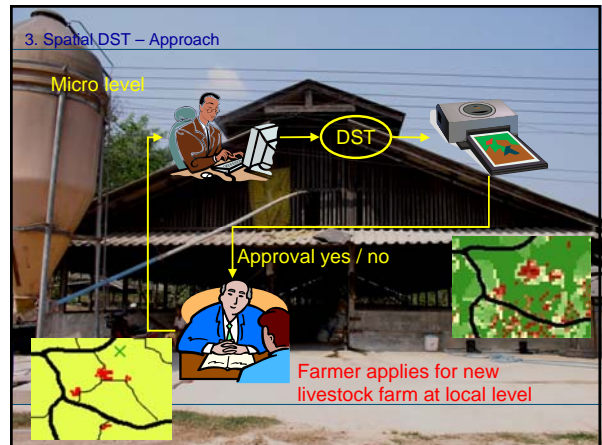 3. Spatial DST – Approach
Micro level
DST
Approval yes / no
Farmer applies for new
livestock farm at local level